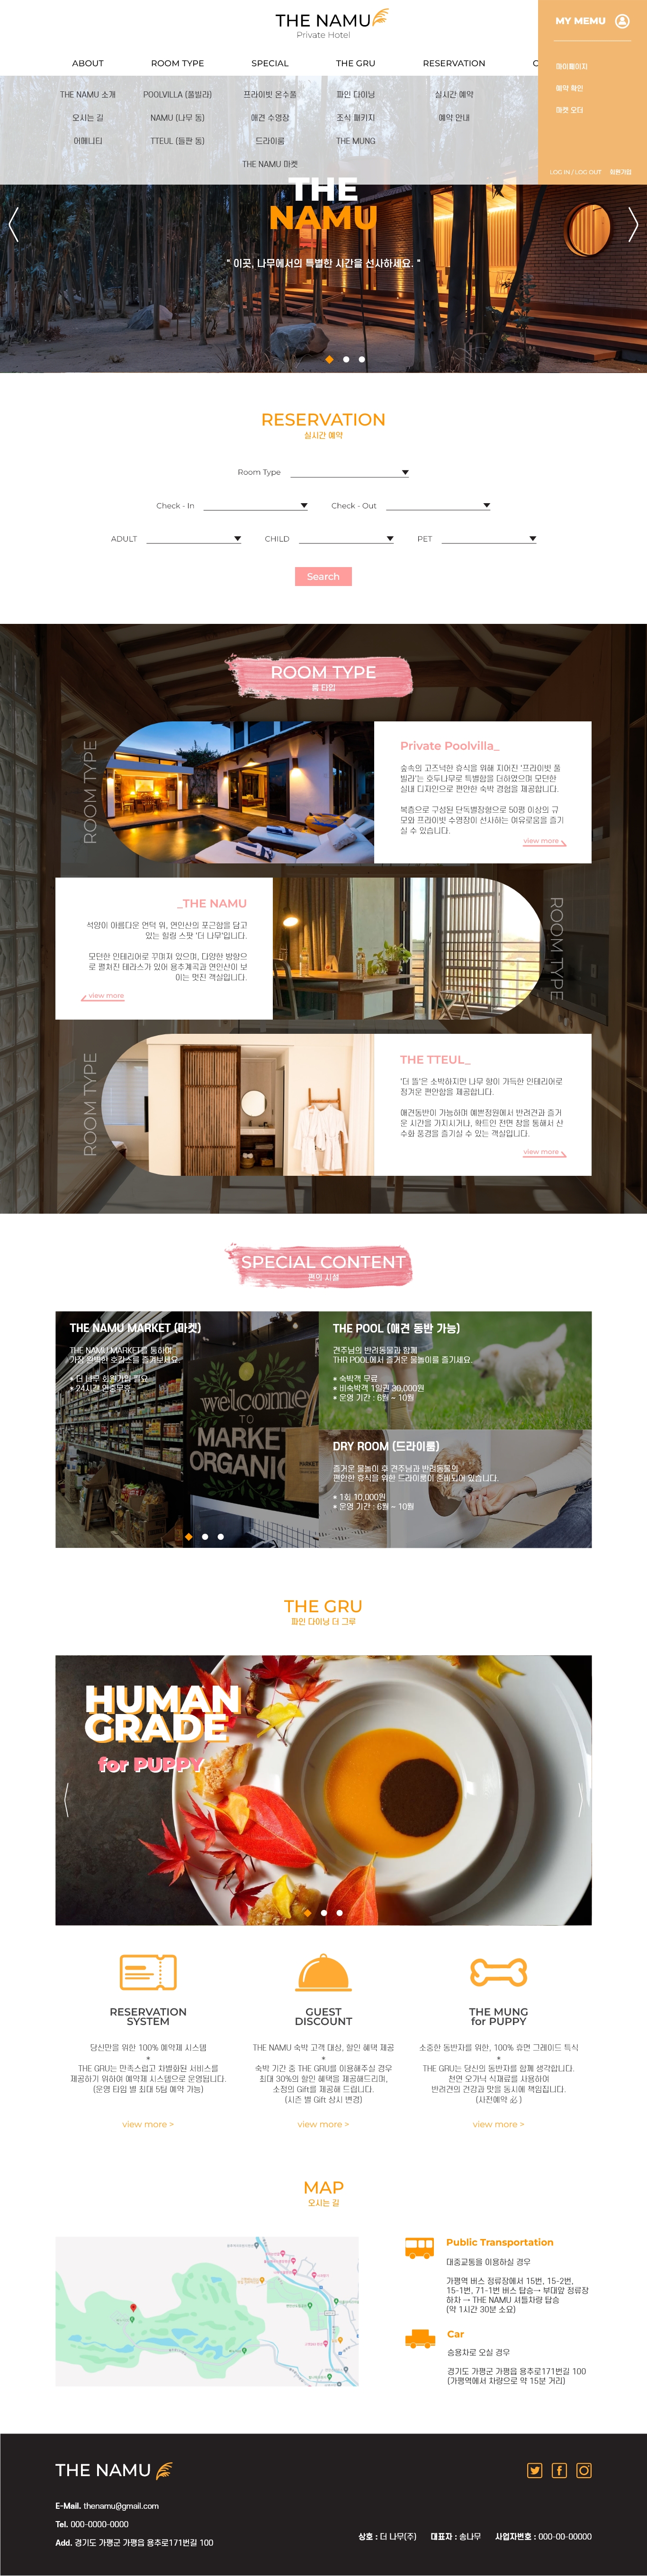 THE NAMU
Private Hotel
MY MEMU
ABOUT ROOM TYPE SPECIAL THE GRU RESERVATION C
THE NAMU 소개 POOLVILLA (풀빌라) 프라이빗 온수풀 파인 다이닝 실시간 예약
오시는 길 NAMU (나무 동) 애견 수영장 조식 패키지 예약 안내
어메니티 TTEUL (뜰판 동) 드라이룸 THE MUNG
THE NAMU 마켓
마이페이지
예약 확인
마켓 오더
LOG IN / LOG OUT 회원가입
THE
NAMU
" 이곳, 나무에서의 특별한 시간을 선사하세요. "
RESERVATION
실시간 예약
Room Type
Check - In Check - Out
ADULT CHILD PET
Search
ROOM TYPE
룸 타입
ROOM TYPE
Private Poolvilla_
숲속의 고즈넉한 휴식을 위해 지어진 '프라이빗 풀
빌라'는 호두나무로 특별함을 더하였으며 모던한
실내 디자인으로 편안한 숙박 경험을 제공합니다.
복층으로 구성된 단독별장형으로 50평 이상의 규
모와 프라이빗 수영장이 선사하는 여유로움을 즐기
실 수 있습니다.
view more
_THE NAMU
석양이 아름다운 언덕 위, 연인산의 포근함을 담고
있는 힐링 스팟 '더 나무'입니다.
모던한 인테리어로 꾸며져 있으며, 다양한 방향으
로 펼쳐진 테라스가 있어 용추계곡과 연인산이 보
이는 멋진 객실입니다.
view more
ROOM TYPE
ROOM TYPE
THE TTEUL_
'더 뜰'은 소박하지만 나무 향이 가득한 인테리어로
정겨운 편안함을 제공합니다.
애견동반이 가능하며 예쁜정원에서 반려견과 즐거
운 시간을 가지시거나, 확트인 전면 창을 통해서 산
수화 풍경을 즐기실 수 있는 객실입니다.
view more
SPECIAL CONTENT
편의 시설
THE NAMU MARKET (마켓)
THE NAMU MARKET를 통하여
가장 완벽한 호캉스를 즐겨보세요.
* 더 나무 회원가입 필요
* 24시간 연중무휴
welcome
TO
MARKET
ORGANIC
THE POOL (애견 동반 가능)
견주님의 반려동물과 함께
THR POOL에서 즐거운 물놀이를 즐기세요.
* 숙박객 무료
* 비숙박객 1일권 30,000원
* 운영 기간 : 6월 ~ 10월
DRY ROOM (드라이룸)
즐거운 물놀이 후 견주님과 반려동물의
편안한 휴식을 위한 드라이룸이 준비되어 있습니다.
* 1회 10,000원
* 운영 기간 : 6월 ~ 10월
THE GRU
파인 다이닝 더 그루
HUMAN
GRADE
for PUPPY
RESERVATION
SYSTEM
당신만을 위한 100% 예약제 시스템
*
THE GRU는 만족스럽고 차별화된 서비스를
제공하기 위하여 예약제 시스템으로 운영됩니다.
(운영 타임 별 최대 5팀 예약 가능)
view more >
GUEST
DISCOUNT
THE NAMU 숙박 고객 대상, 할인 혜택 제공
*
숙박 기간 중 THE GRU를 이용해주실 경우
최대 30%의 할인 혜택을 제공해드리며,
소정의 Gift를 제공해 드립니다.
(시즌 별 Gift 상시 변경)
view more >
THE MUNG
for PUPPY
소중한 동반자를 위한, 100% 휴먼 그레이드 특식
*
THE GRU는 당신의 동반자를 함께 생각합니다.
천연 오가닉 식재료를 사용하여
반려견의 건강과 맛을 동시에 책임집니다.
(사전예약 必 )
view more >
MAP
오시는 길
Public Transportation
대중교통을 이용하실 경우
가평역 버스 정류장에서 15번, 15-2번,
15-1번, 71-1번 버스 탑승→ 부대앞 정류장
하차 → THE NAMU 셔틀차량 탑승
(약 1시간 30분 소요)
Car
승용차로 오실 경우
경기도 가평군 가평읍 용추로171번길 100
(가평역에서 차량으로 약 15분 거리)
THE NAMU
E-Mail. thenamu@gmail.com
Tel. 000-0000-0000
Add. 경기도 가평군 가평읍 용추로171번길 100
상호 : 더 나무(주) 대표자 : 송나무 사업자번호 : 000-00-00000